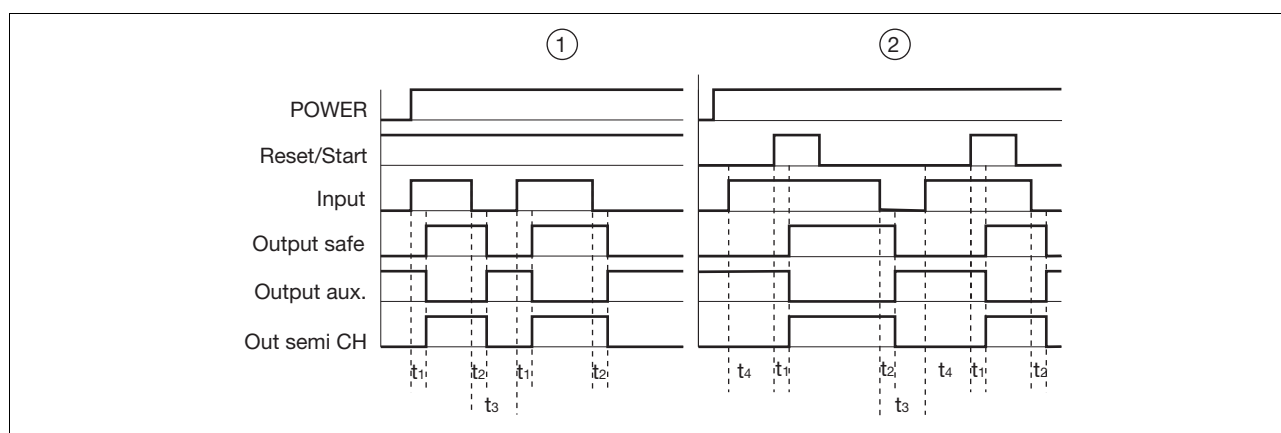 1 2
POWER
Reset/Start
Input
Output safe
Output aux.
Out semi CH
t1 t2 t1 t2 t4 t1 t2 t4 t1 t2
t3 t3